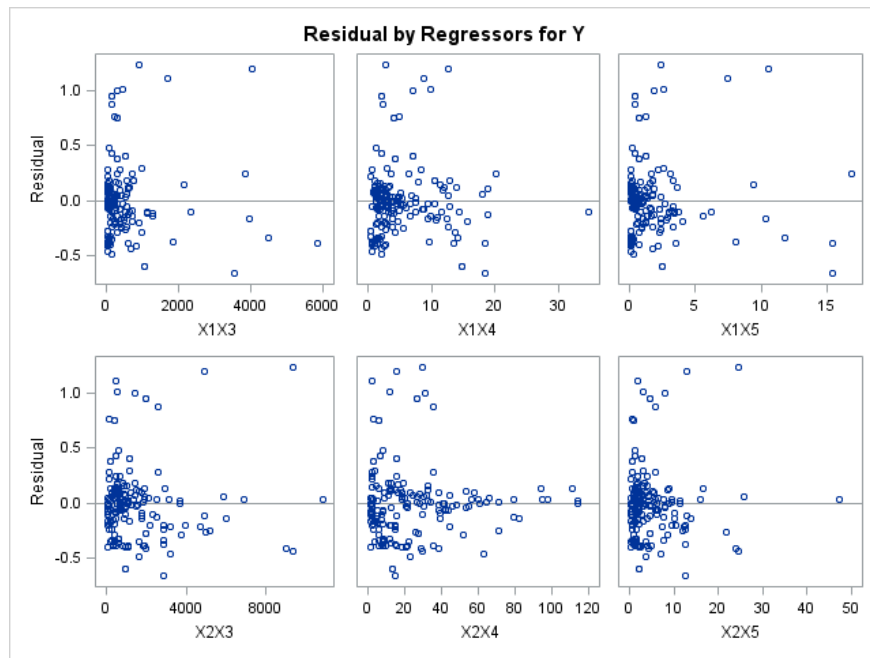 Residual by Regressors for Y
Residual
1.0
0.5
0.0
-0.5
0 2000 4000 6000
X1X3
0 10 20 30
X1X4
0 5 10 15
X1X5
Residual
1.0
0.5
0.0
-0.5
0 4000 8000
X2X3
0 20 40 60 80 100 120
X2X4
0 10 20 30 40 50
X2X5